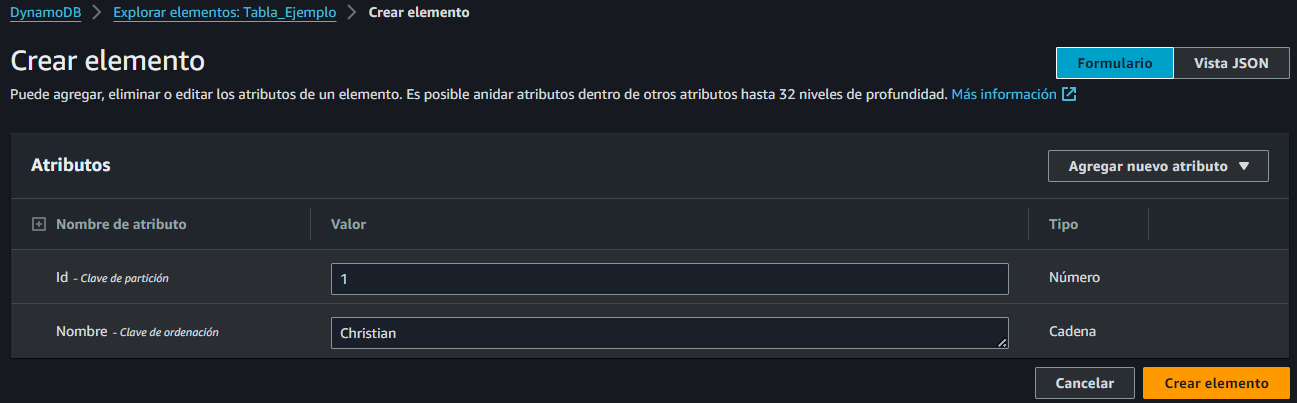 DynamoDB > Explorar elementos: Tabla_Ejemplo > Crear elemento
Crear elemento
Formulario Vista JSON
Puede agregar, eliminar o editar los atributos de un elemento. Es posible anidar atributos dentro de otros atributos hasta 32 niveles de profundidad. Más información
Atributos
Agregar nuevo atributo
Nombre de atributo Valor Tipo
Id - Clave de partición 1 Número
Nombre - Clave de ordenación Christian Cadena
Cancelar Crear elemento